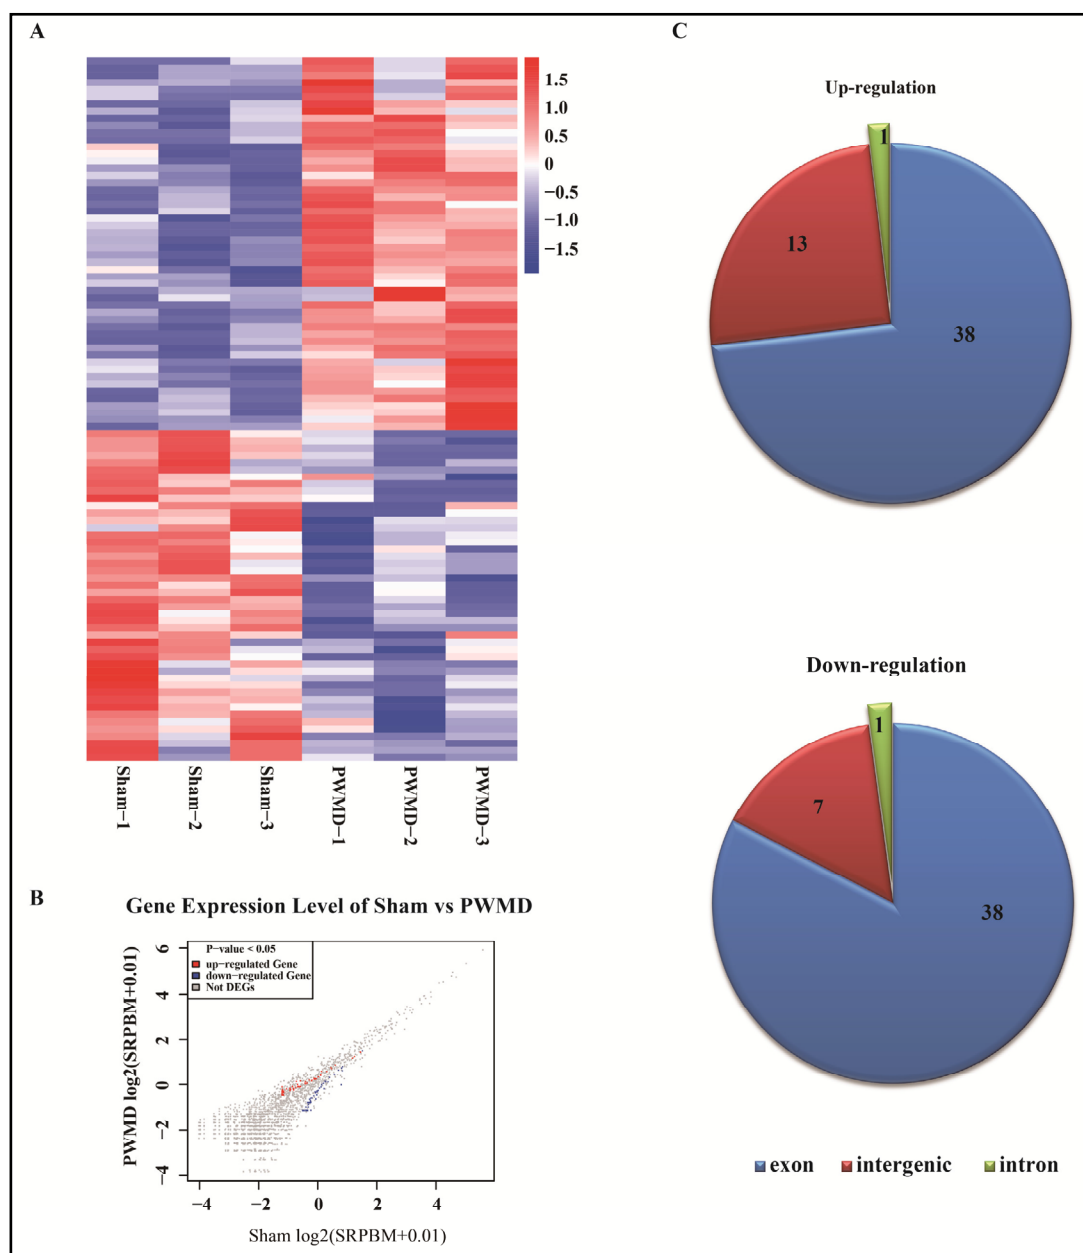 A
1.5
1.0
0.5
0
−0.5
−1.0
−1.5
Sham−1
Sham−2
Sham−3
PWMD−1
PWMD−2
PWMD−3
B
Gene Expression Level of Sham vs PWMD
P−value < 0.05
up−regulated Gene
down−regulated Gene
Not DEGs
PWMD log2(SRPBM+0.01)
6
4
2
0
−2
−4
−4
−2
0
2
4
Sham log2(SRPBM+0.01)
C
Up-regulation
1
13
38
Down-regulation
1
7
38
exon
intergenic
intron